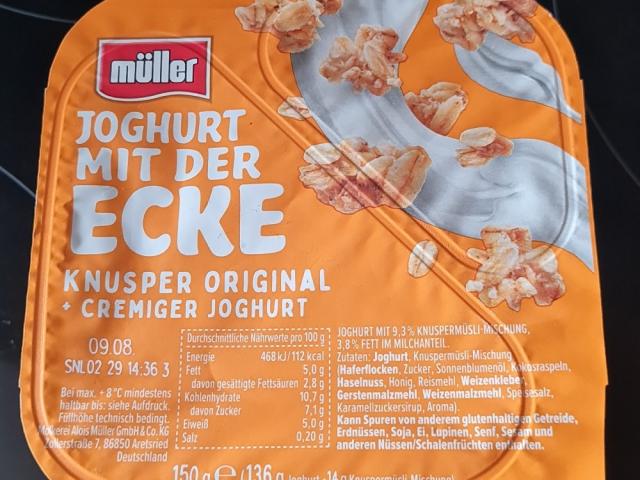 müller
JOGHURT
MIT DER
ECKE
KNUSPER ORIGINAL
+ CREMIGER JOGHURT
09.08.
SNL02 29 14:36 3
Bei max. +8°C mindestens
haltbar bis: siehe Aufdruck.
Füllhöhe technisch bedingt.
Molkerei Alois Müller GmbH & Co. KG
Zollerstraße 7, 86850 Aretsried
Deutschland
Durchschnittliche Nährwerte pro 100 g
Energie 468 kJ/112 kcal
Fett 5,0 g
davon gesättigte Fettsäuren 2,8 g
Kohlenhydrate 10,7 g
davon Zucker 7,1 g
Eiweiß 5,0 g
Salz 0,20 g
JOGHURT MIT 9,3% KNUSPERMÜSLI-MISCHUNG,
3,8% FETT IM MILCHANTEIL.
Zutaten: Joghurt, Knuspermüsli-Mischung
(Haferflocken, Zucker, Sonnenblumenöl, Kokosraspeln,
Haselnuss, Honig, Reismehl, Weizenkleber,
Gerstenmalzmehl, Weizenmalzmehl, Speisesalz,
Karamellzuckersirup, Aroma).
Kann Spuren von anderem glutenhaltigen Getreide,
Erdnüssen, Soja, Ei, Lupinen, Senf, Sesam und
anderen Nüssen/Schalenfrüchten enthalten.
150 g e (136 g Joghurt + 14 g Knuspermüsli-Mischung)